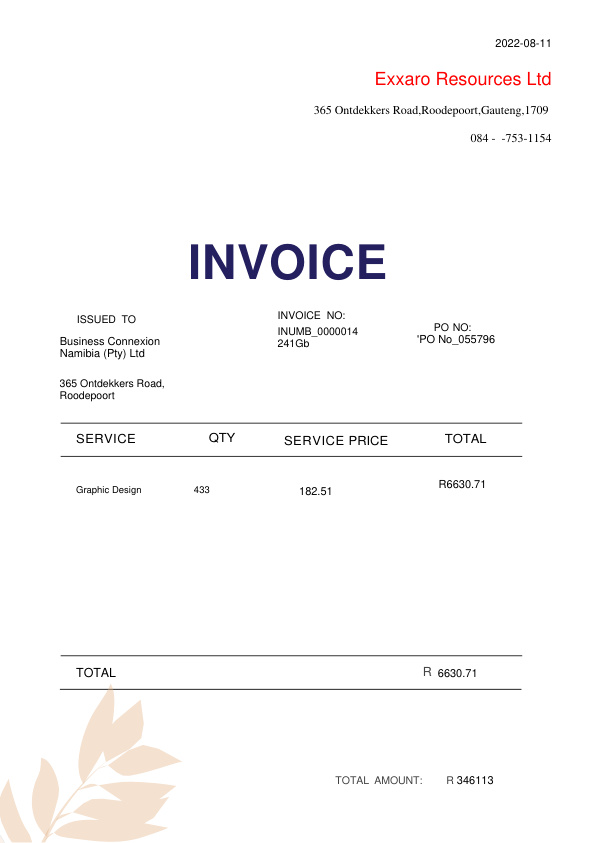 2022-08-11
Exxaro Resources Ltd
365 Ontdekkers Road,Roodepoort,Gauteng,1709
084 -  -753-1154
INVOICE
ISSUED TO
Business Connexion
Namibia (Pty) Ltd
365 Ontdekkers Road,
Roodepoort
INVOICE NO:
INUMB_0000014
241Gb
PO NO:
'PO No_055796
SERVICE QTY SERVICE PRICE TOTAL
Graphic Design 433 182.51 R6630.71
TOTAL R 6630.71
TOTAL AMOUNT: R 346113